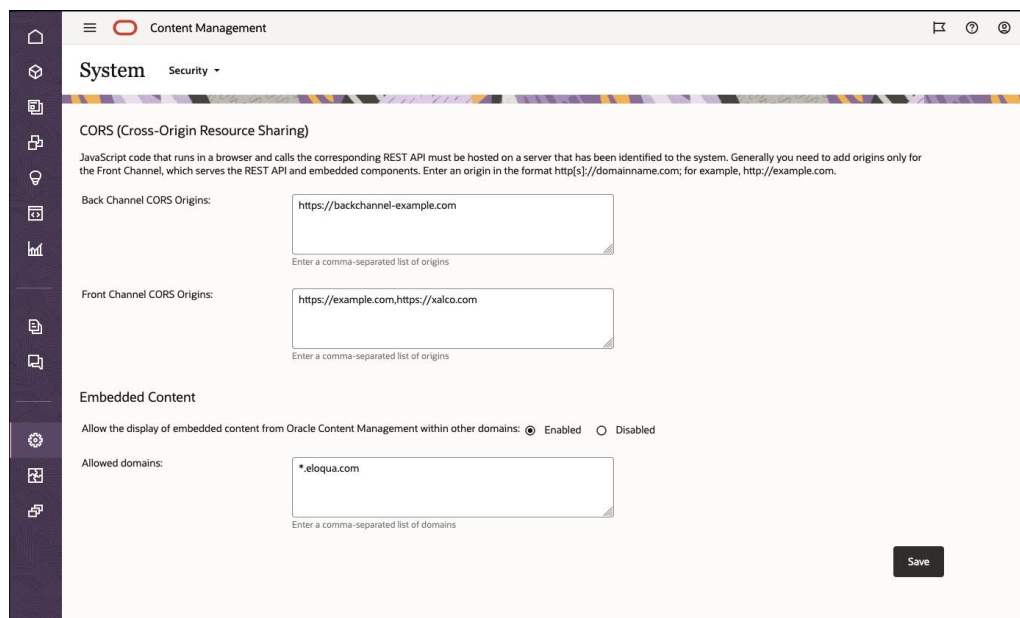 Content Management
System Security
CORS (Cross-Origin Resource Sharing)
JavaScript code that runs in a browser and calls the corresponding REST API must be hosted on a server that has been identified to the system. Generally you need to add origins only for
the Front Channel, which serves the REST API and embedded components. Enter an origin in the format http[s]://domainname.com; for example, http://example.com.
Back Channel CORS Origins:
https://backchannel-example.com
Enter a comma-separated list of origins
Front Channel CORS Origins:
https://example.com,https://xalco.com
Enter a comma-separated list of origins
Embedded Content
Allow the display of embedded content from Oracle Content Management within other domains: Enabled Disabled
Allowed domains:
*.eloqua.com
Enter a comma-separated list of domains
Save